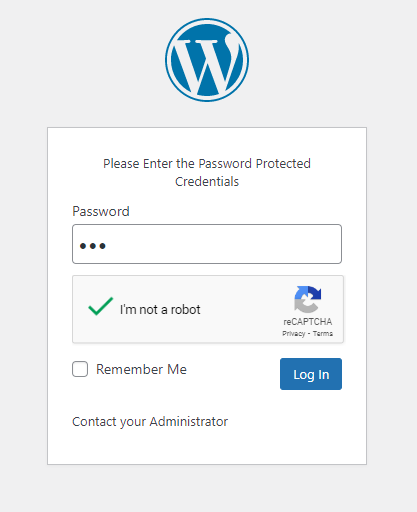 Please Enter the Password Protected
Credentials
Password
•••
I'm not a robot
reCAPTCHA
Privacy - Terms
Remember Me
Log In
Contact your Administrator